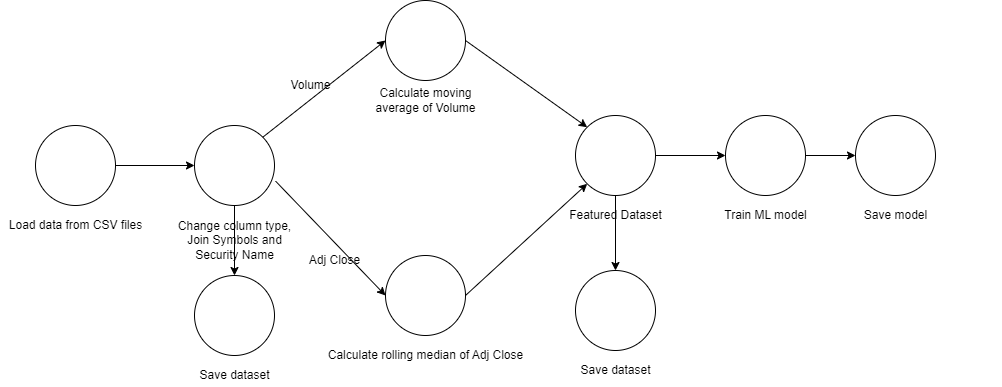 Volume
Calculate moving
average of Volume
Load data from CSV files
Change column type,
Join Symbols and
Security Name
Adj Close
Featured Dataset
Train ML model
Save model
Calculate rolling median of Adj Close
Save dataset
Save dataset